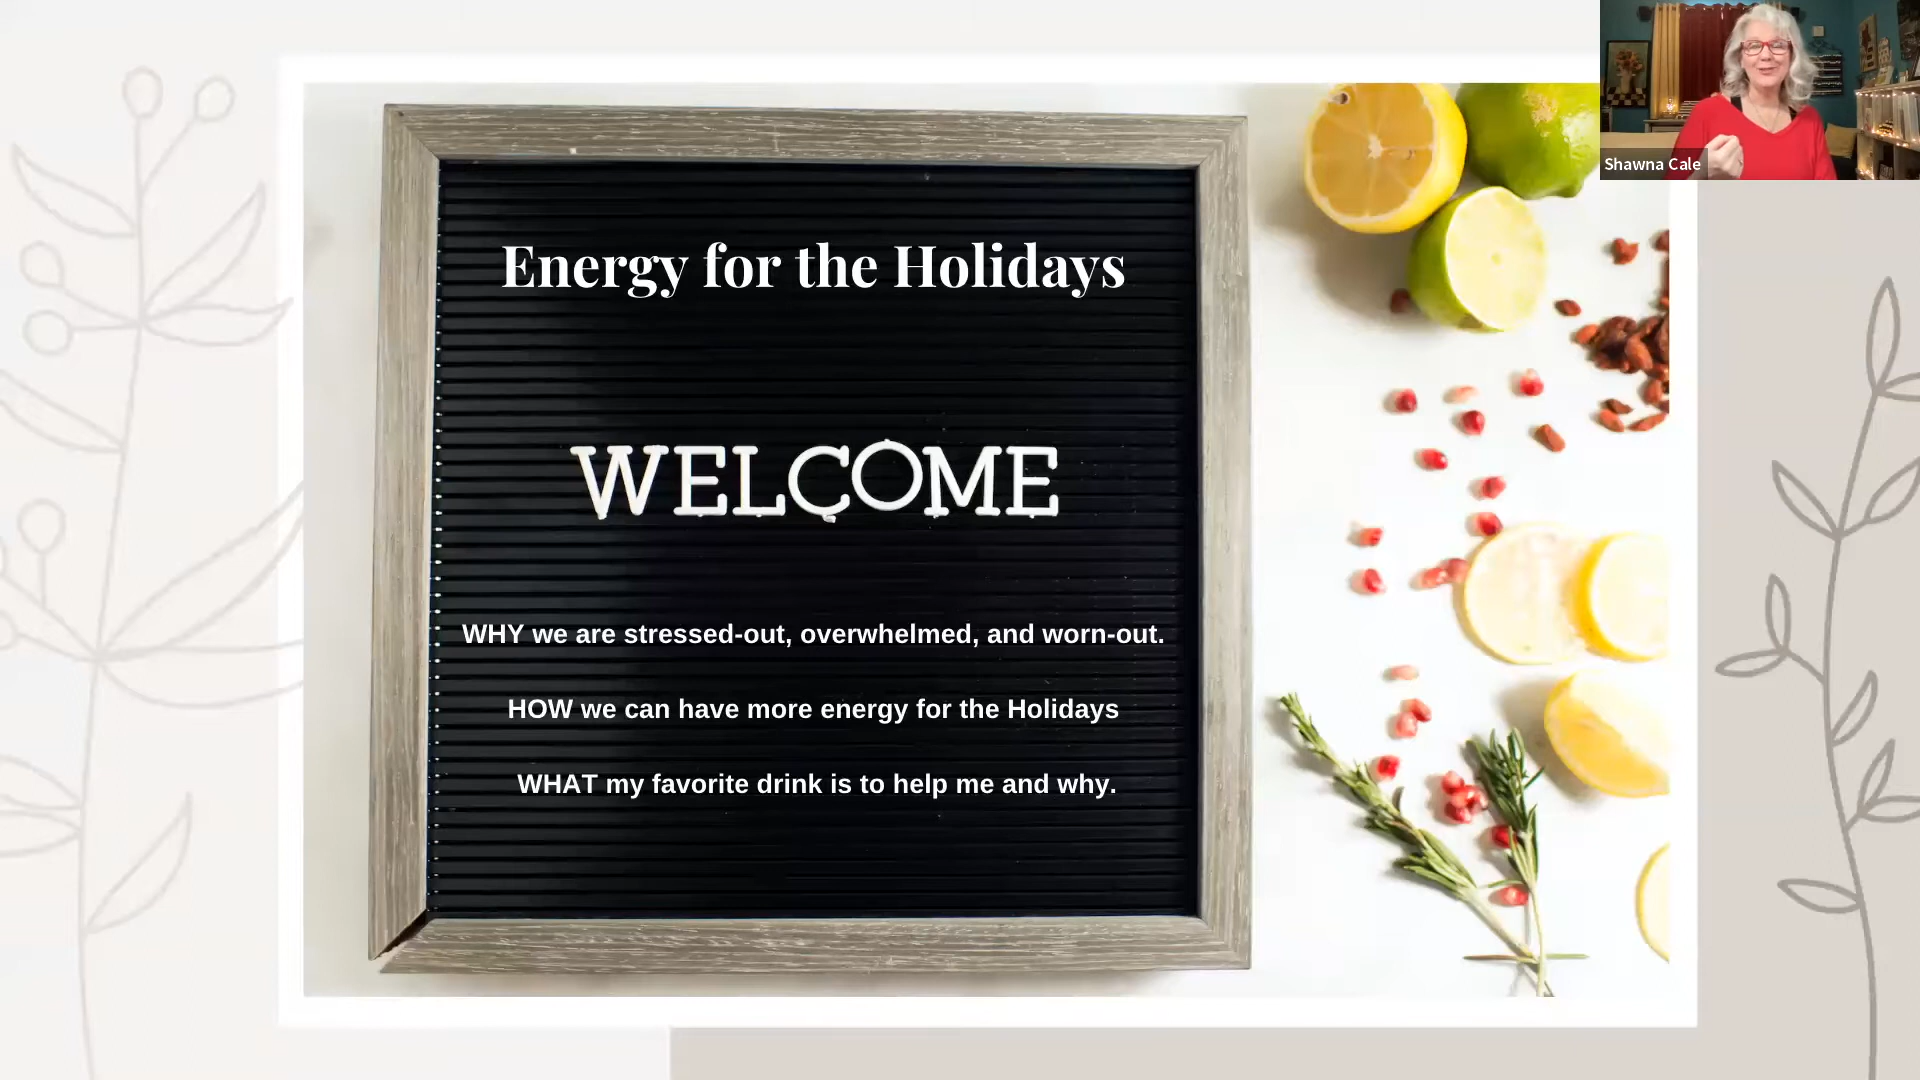 Shawna Cale
Energy for the Holidays
WELCOME
WHY we are stressed-out, overwhelmed, and worn-out.
HOW we can have more energy for the Holidays
WHAT my favorite drink is to help me and why.